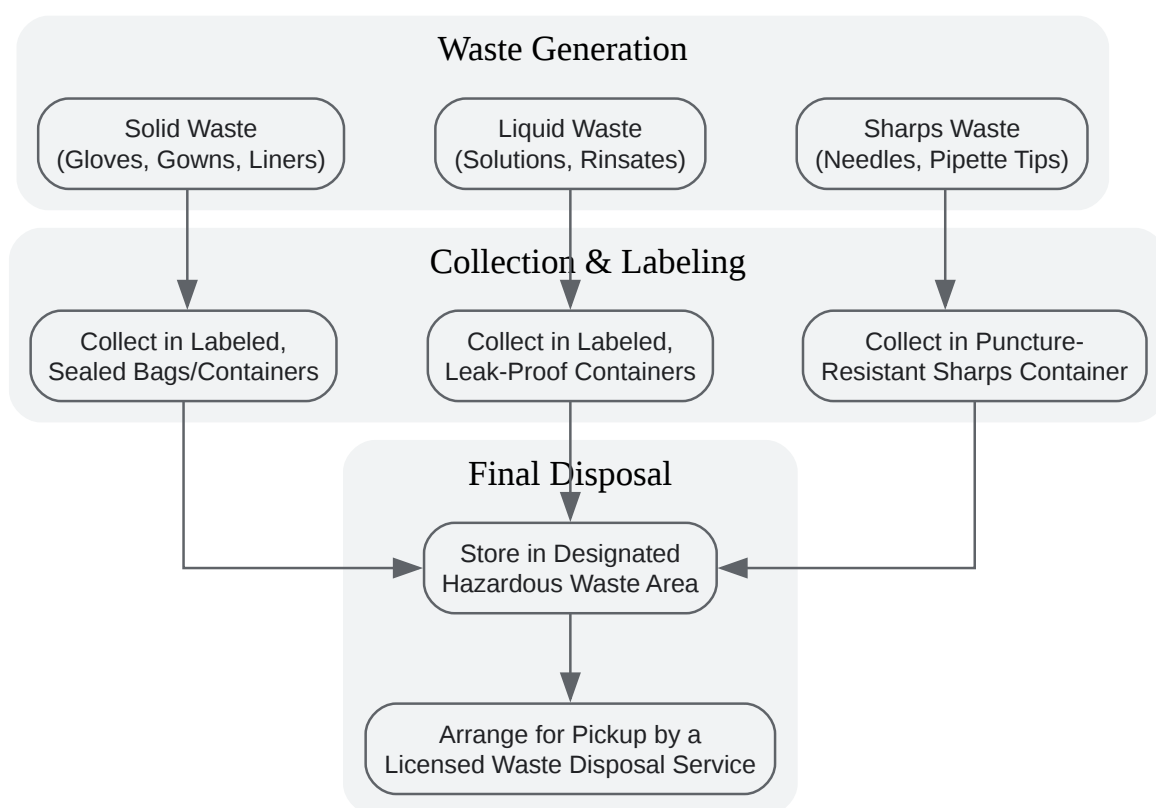 Waste Generation
Solid Waste
(Gloves, Gowns, Liners)
Liquid Waste
(Solutions, Rinsates)
Sharps Waste
(Needles, Pipette Tips)
Collection & Labeling
Collect in Labeled,
Sealed Bags/Containers
Collect in Labeled,
Leak-Proof Containers
Collect in Puncture-
Resistant Sharps Container
Final Disposal
Store in Designated
Hazardous Waste Area
Arrange for Pickup by a
Licensed Waste Disposal Service